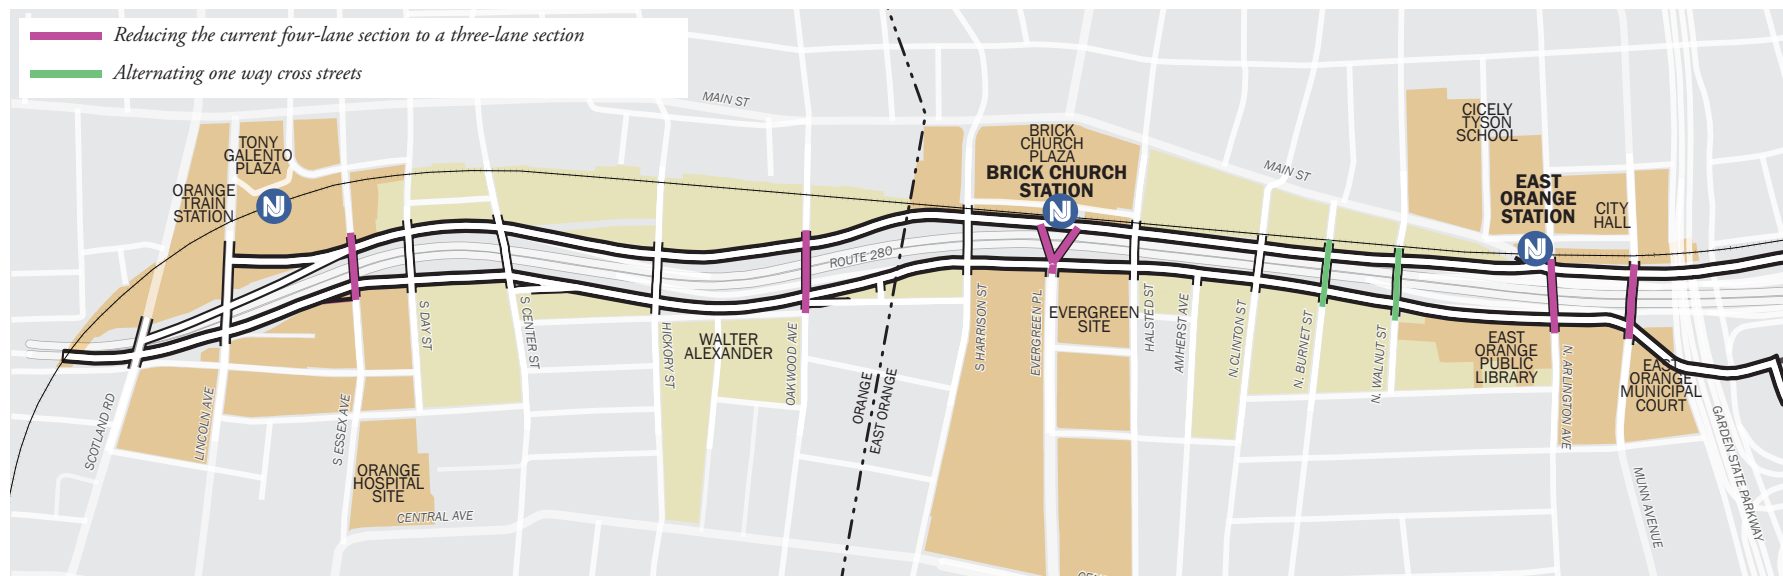 Reducing the current four-lane section to a three-lane section
Alternating one way cross streets
MAIN ST
TONY
GALENTO
PLAZA
ORANGE
TRAIN
STATION
NJ
BRICK
CHURCH
PLAZA
BRICK CHURCH
STATION
NJ
MAIN ST
CICELY
TYSON
SCHOOL
EAST
ORANGE
STATION
NJ
CITY
HALL
ROUTE 280
SCOTLAND RD
LINCOLN AVE
S ESSEX AVE
S DAY ST
S CENTER ST
HICKORY ST
WALTER
ALEXANDER
OAKWOOD AVE
ORANGE
EAST ORANGE
S HARRISON ST
EVERGREEN PL
EVERGREEN
SITE
HALSTED ST
AMHERST AVE
N.CLINTON ST
N. BURNET ST
N. WALNUT ST
EAST
ORANGE
PUBLIC
LIBRARY
N. ARLINGTON AVE
EAST
ORANGE
MUNICIPAL
COURT
MUNN AVENUE
GARDEN STATE PARKWAY
ORANGE
HOSPITAL
SITE
CENTRAL AVE